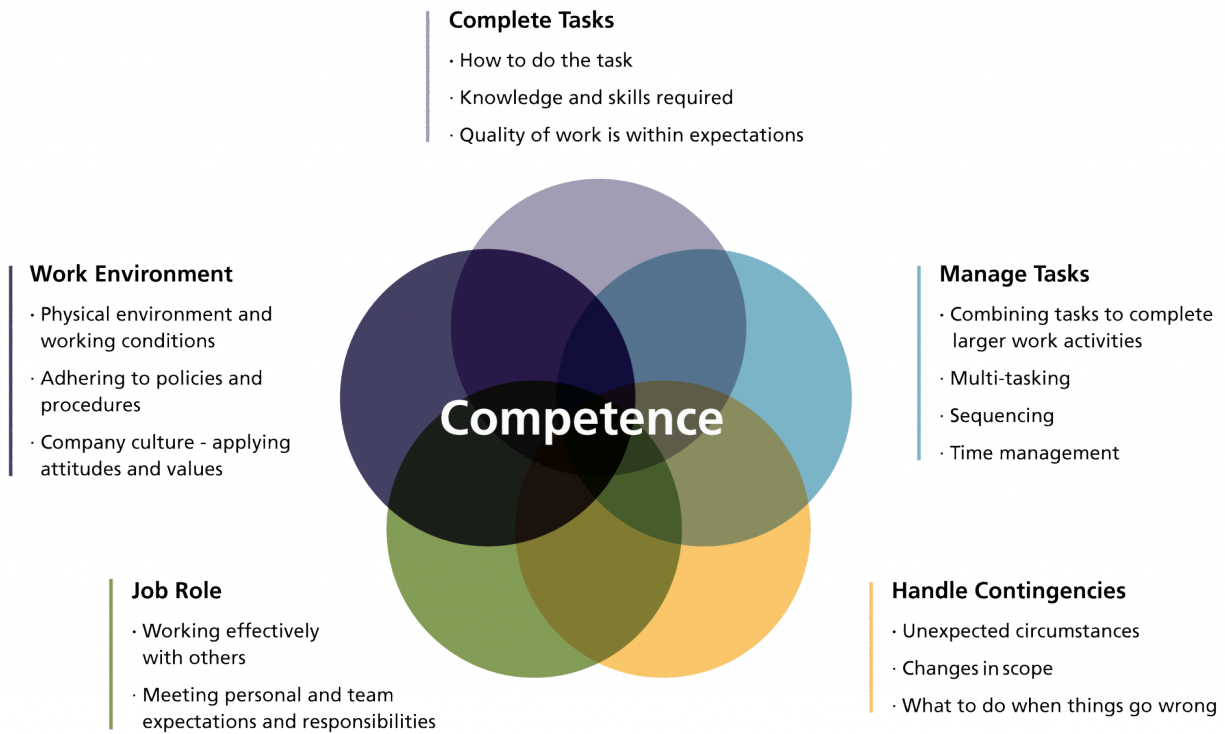 Complete Tasks
· How to do the task
· Knowledge and skills required
· Quality of work is within expectations
Work Environment
· Physical environment and
working conditions
· Adhering to policies and
procedures
· Company culture - applying
attitudes and values
Manage Tasks
· Combining tasks to complete
larger work activities
· Multi-tasking
· Sequencing
· Time management
Competence
Job Role
· Working effectively
with others
· Meeting personal and team
expectations and responsibilities
Handle Contingencies
· Unexpected circumstances
· Changes in scope
· What to do when things go wrong